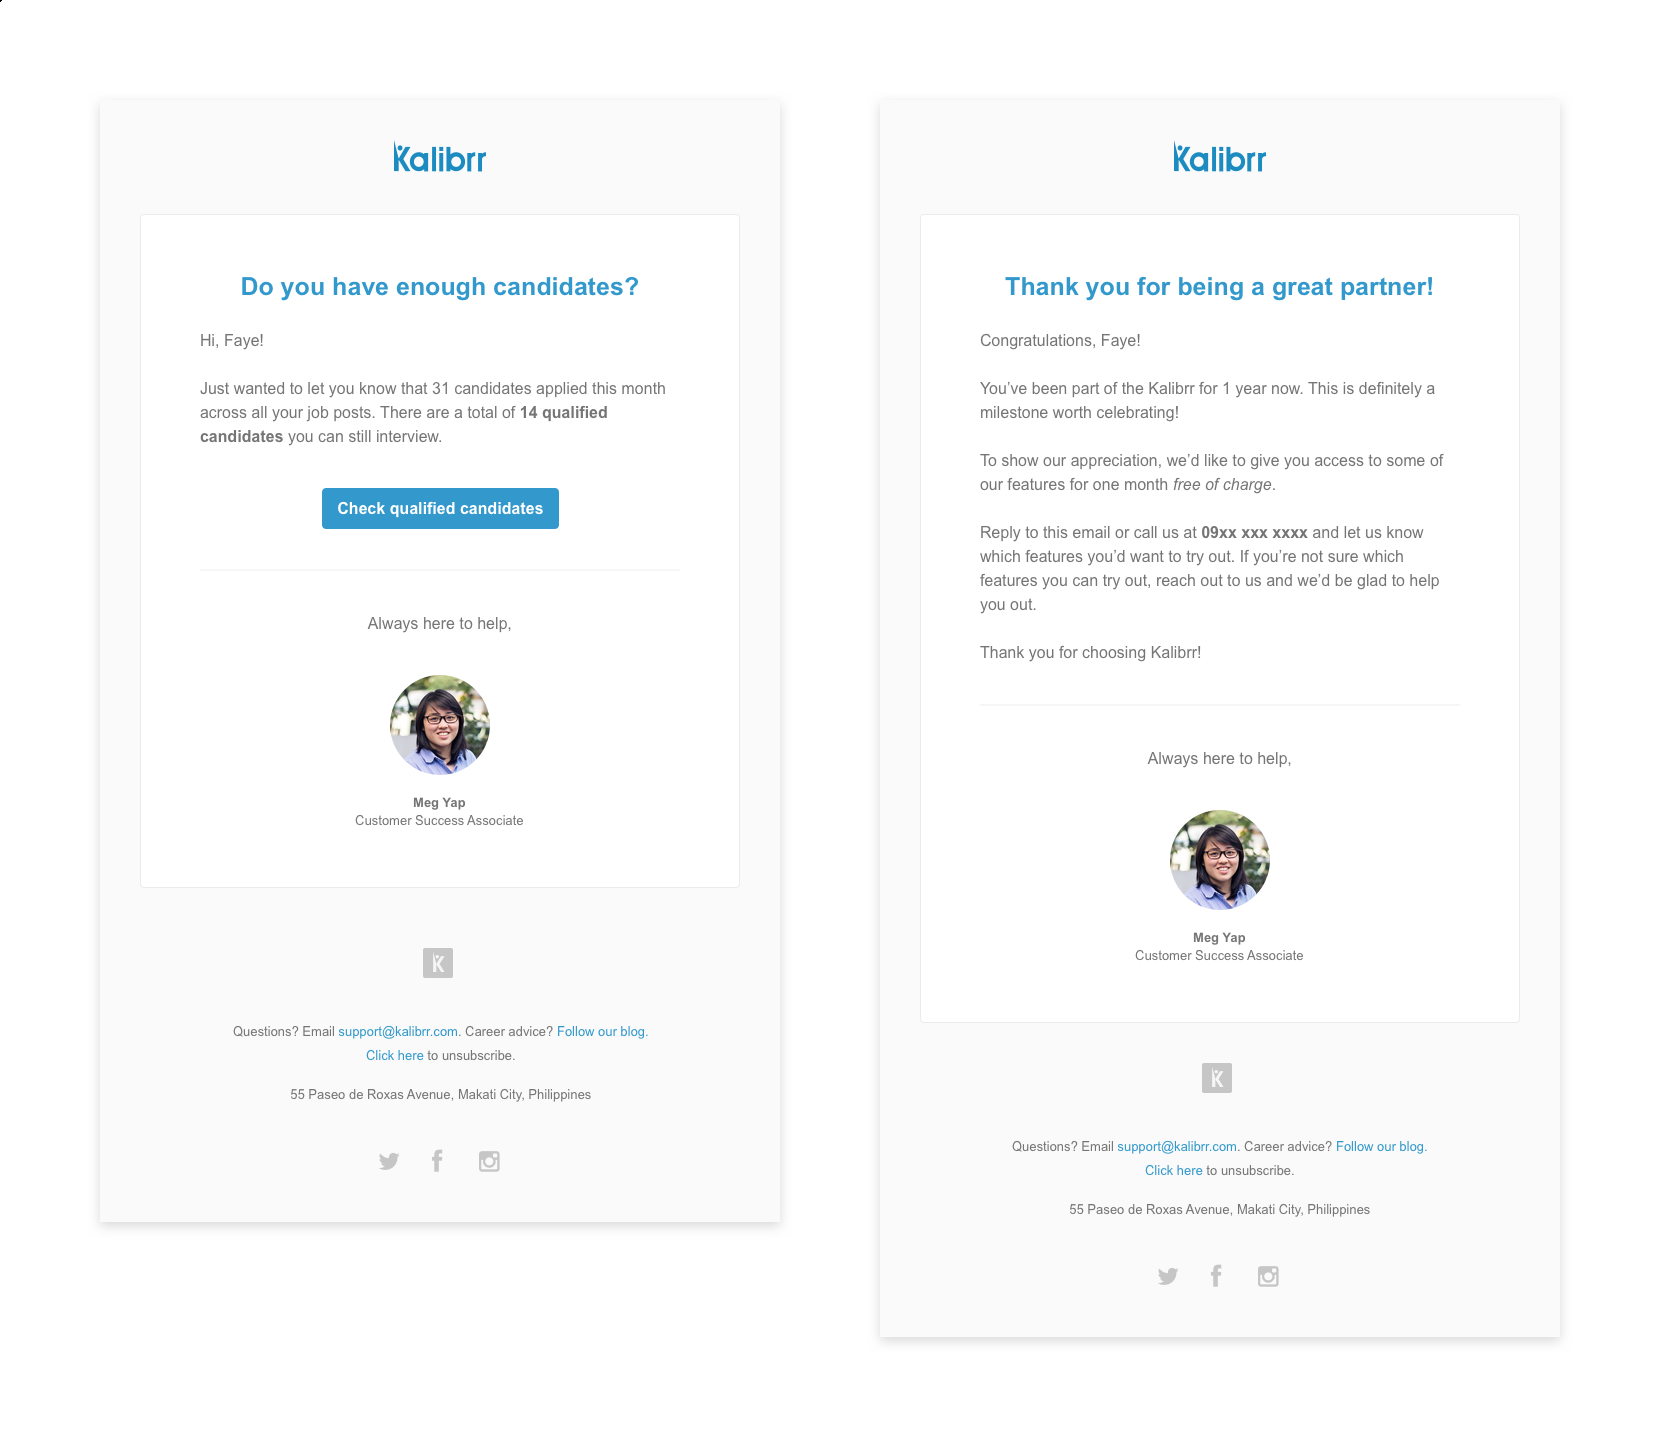 Kalibrr
Do you have enough candidates?
Hi, Faye!
Just wanted to let you know that 31 candidates applied this month
across all your job posts. There are a total of 14 qualified
candidates you can still interview.
Check qualified candidates
Always here to help,
Meg Yap
Customer Success Associate
K
Questions? Email support@kalibrr.com. Career advice? Follow our blog.
Click here to unsubscribe.
55 Paseo de Roxas Avenue, Makati City, Philippines
Kalibrr
Thank you for being a great partner!
Congratulations, Faye!
You’ve been part of the Kalibrr for 1 year now. This is definitely a
milestone worth celebrating!
To show our appreciation, we’d like to give you access to some of
our features for one month free of charge.
Reply to this email or call us at 09xx xxx xxxx and let us know
which features you’d want to try out. If you’re not sure which
features you can try out, reach out to us and we’d be glad to help
you out.
Thank you for choosing Kalibrr!
Always here to help,
Meg Yap
Customer Success Associate
K
Questions? Email support@kalibrr.com. Career advice? Follow our blog.
Click here to unsubscribe.
55 Paseo de Roxas Avenue, Makati City, Philippines